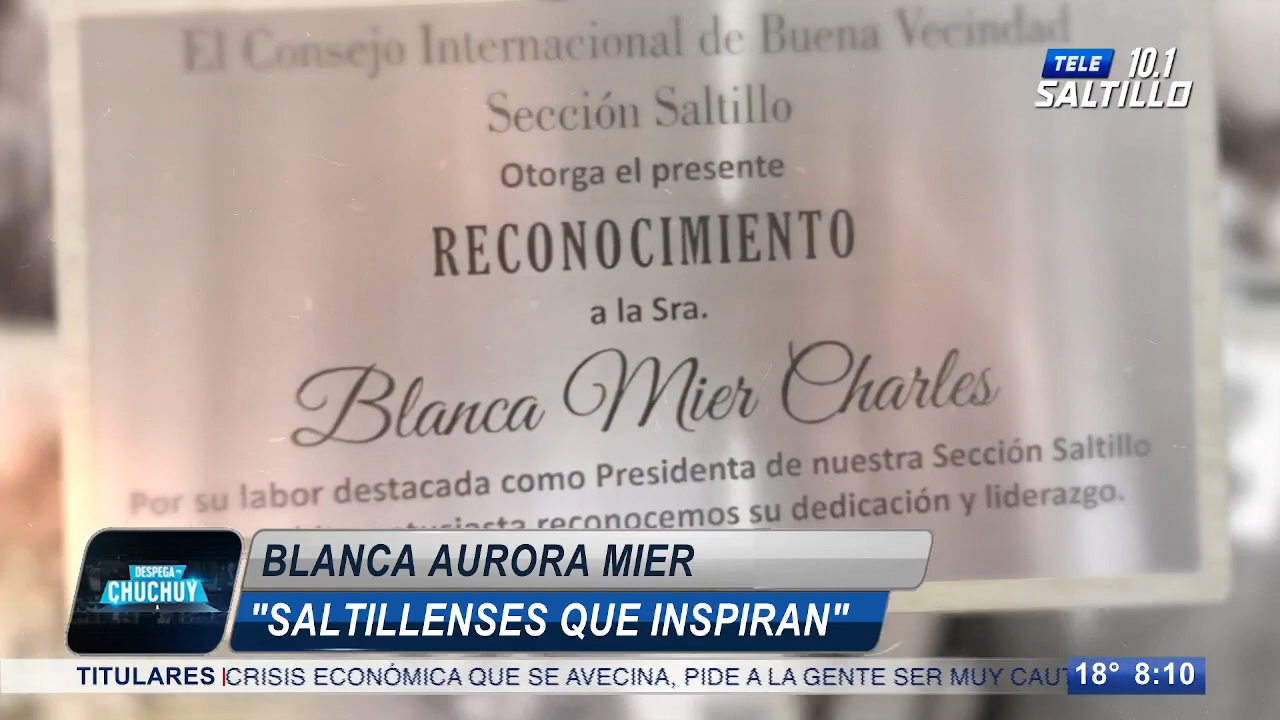 El Consejo Internacional de Buena Vecindad
Sección Saltillo
Otorga el presente
RECONOCIMIENTO
a la Sra.
Blanca Mier Charles
Por su labor destacada como Presidenta de nuestra Sección Saltillo
reconocemos su dedicación y liderazgo.
TELE 10.1
SALTILLO
DESPEGA CON
CHUCHUY
BLANCA AURORA MIER
"SALTILLENSES QUE INSPIRAN"
TITULARES CRISIS ECONÓMICA QUE SE AVECINA, PIDE A LA GENTE SER MUY CAUT
18° 8:10